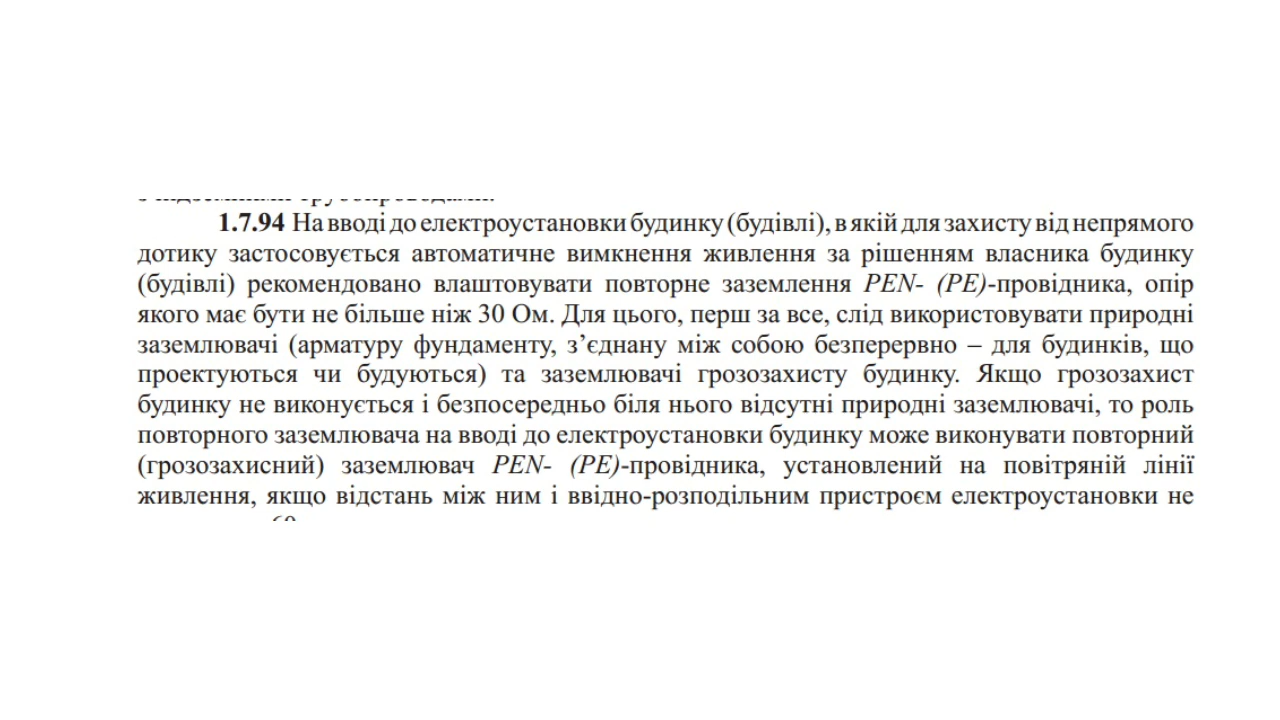 1.7.94 На вводі до електроустановки будинку (будівлі), в якій для захисту від непрямого
дотику застосовується автоматичне вимкнення живлення за рішенням власника будинку
(будівлі) рекомендовано влаштовувати повторне заземлення PEN- (PE)-провідника, опір
якого має бути не більше ніж 30 Ом. Для цього, перш за все, слід використовувати природні
заземлювачі (арматуру фундаменту, з’єднану між собою безперервно – для будинків, що
проектуються чи будуються) та заземлювачі грозозахисту будинку. Якщо грозозахист
будинку не виконується і безпосередньо біля нього відсутні природні заземлювачі, то роль
повторного заземлювача на вводі до електроустановки будинку може виконувати повторний
(грозозахисний) заземлювач PEN- (PE)-провідника, установлений на повітряній лінії
живлення, якщо відстань між ним і ввідно-розподільним пристроєм електроустановки не